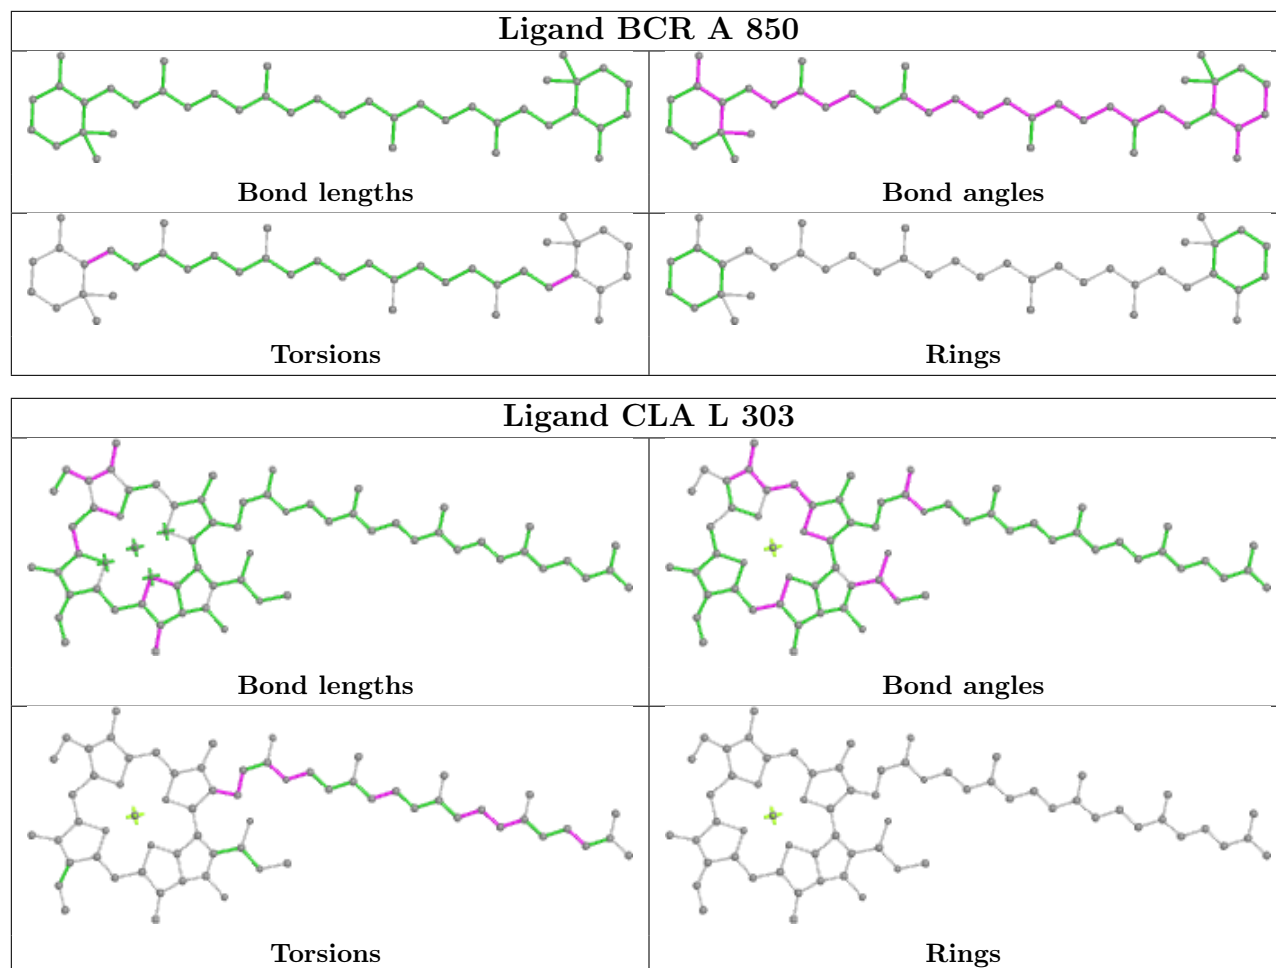 Ligand BCR A 850
Bond lengths
Bond angles
Torsions
Rings
Ligand CLA L 303
Bond lengths
Bond angles
Torsions
Rings